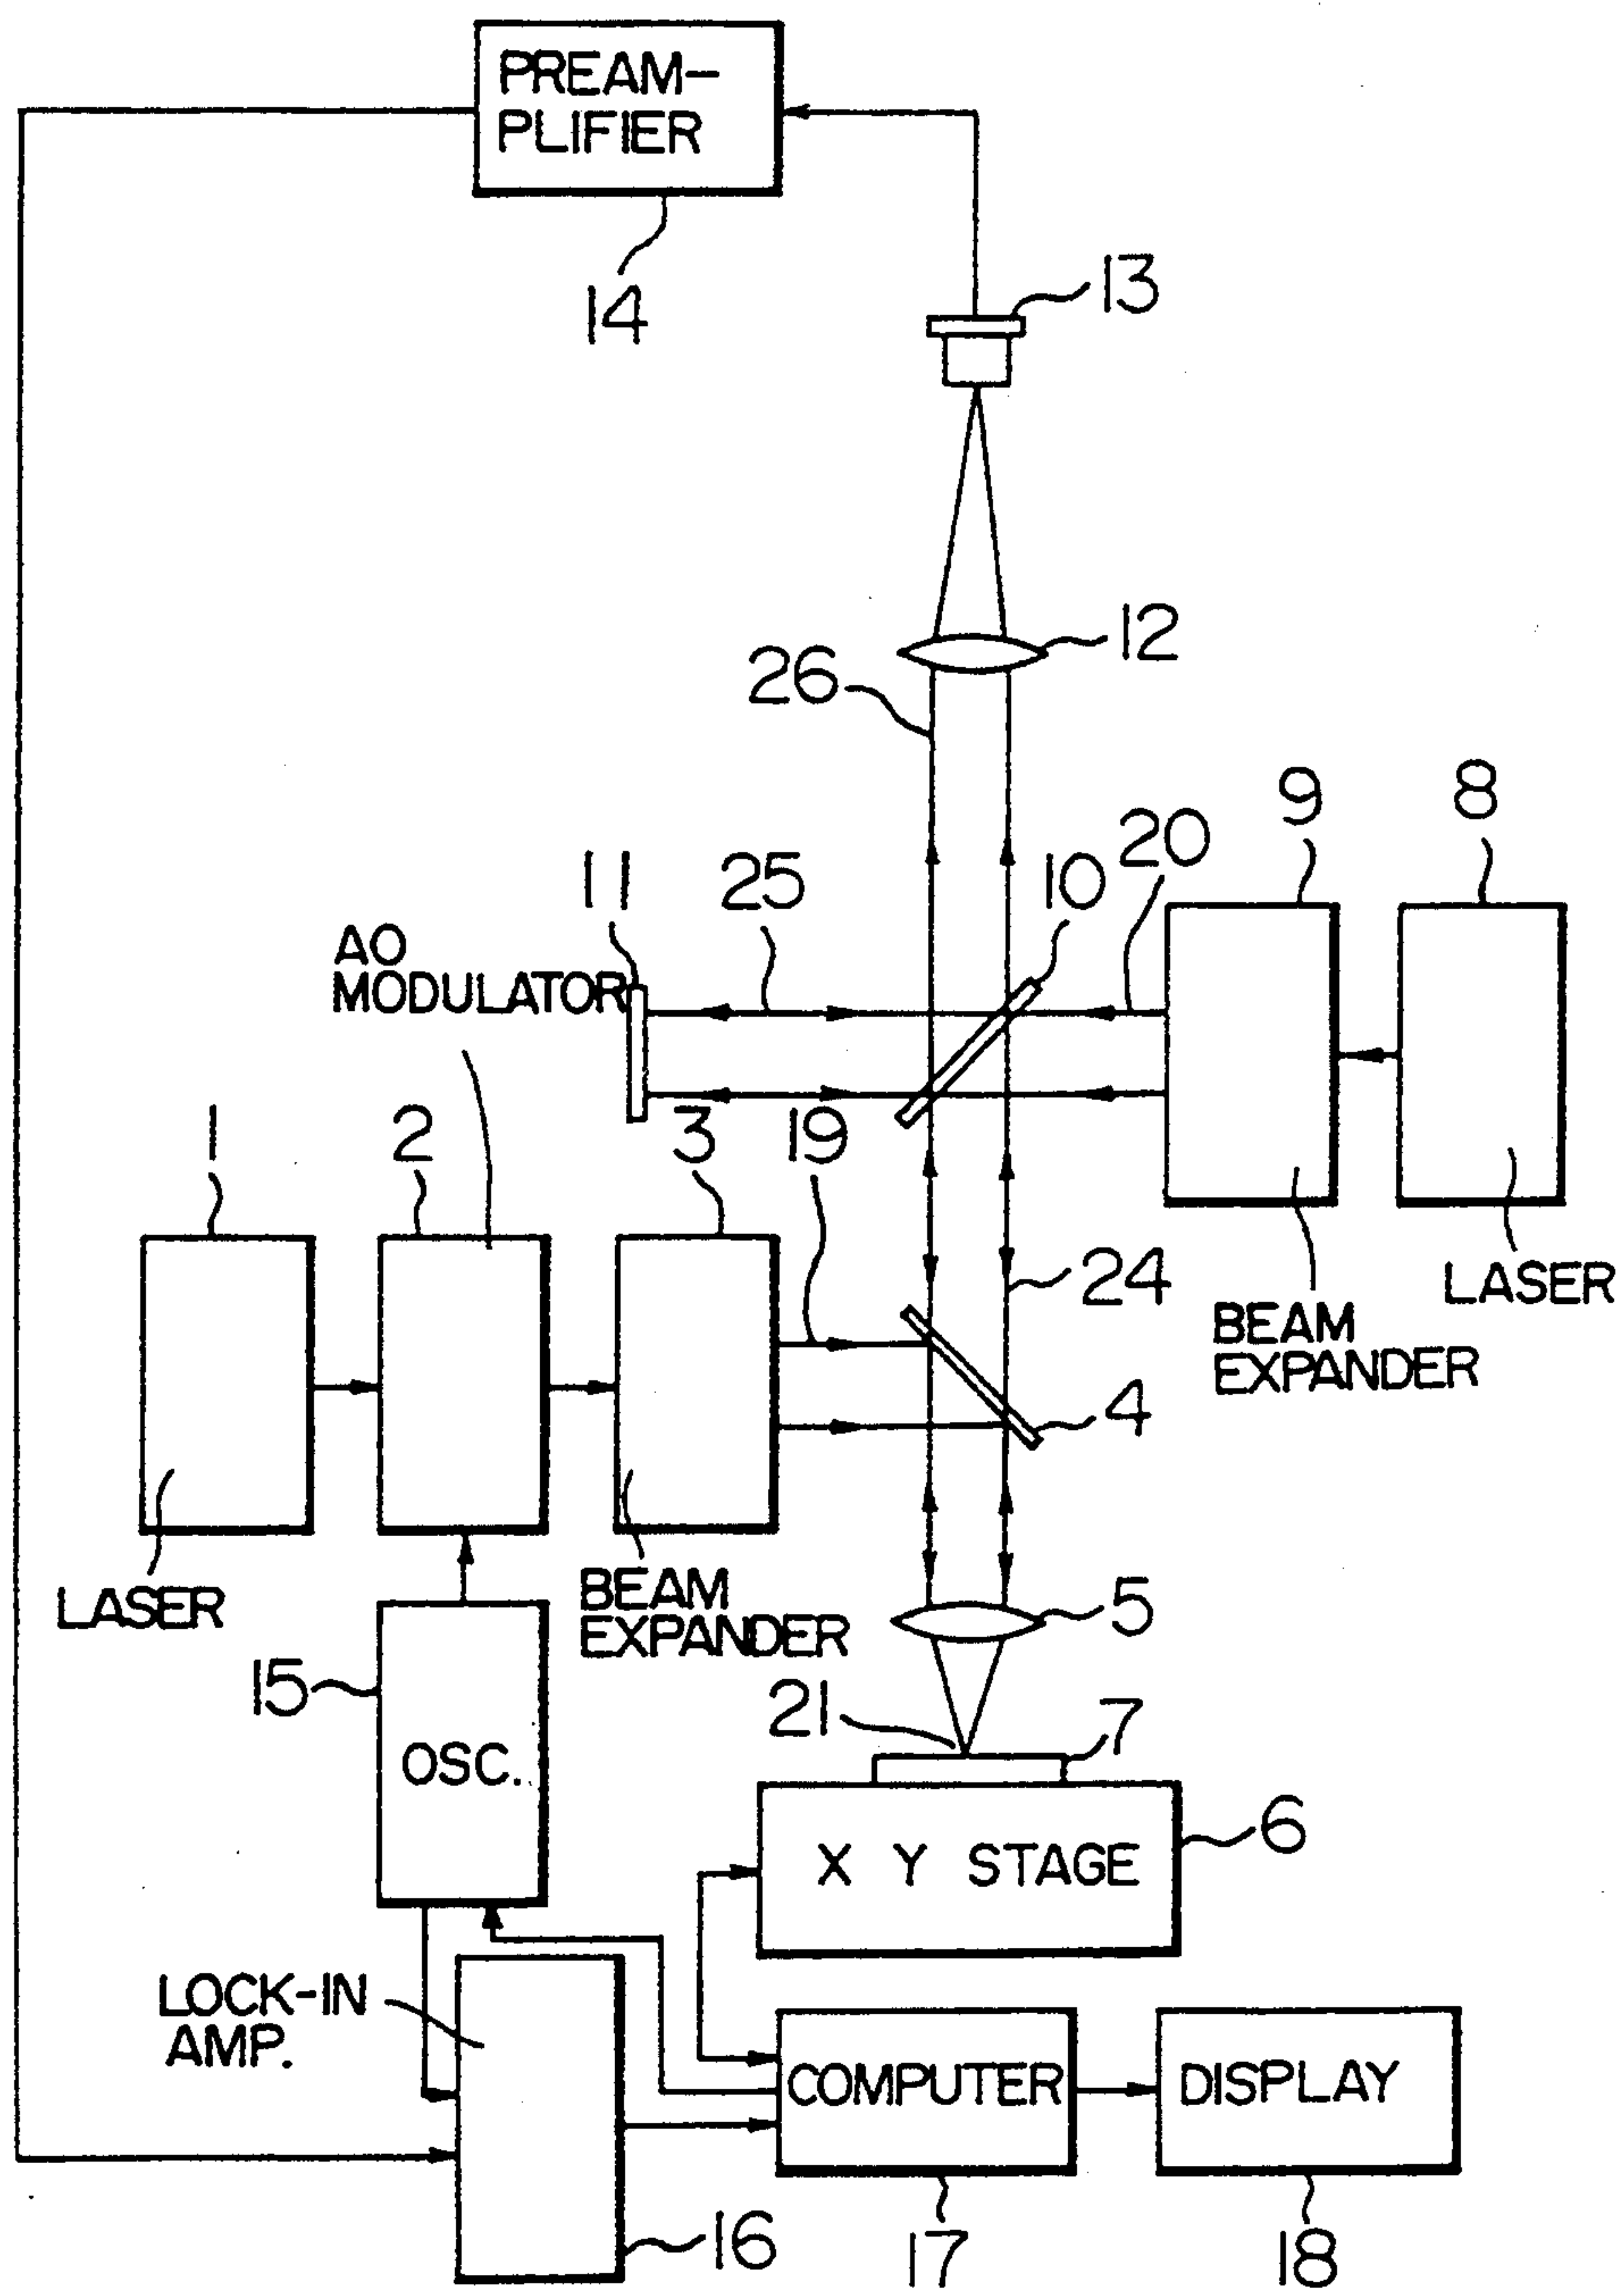 PREAM-
PLIFIER
14
13
12
26
9
8
20
10
25
11
AO
MODULATOR
1
2
3
19
24
LASER
BEAM
EXPANDER
4
LASER
BEAM
EXPANDER
5
15
21
7
OSC.
6
X Y STAGE
LOCK-IN
AMP.
COMPUTER
DISPLAY
16
17
18